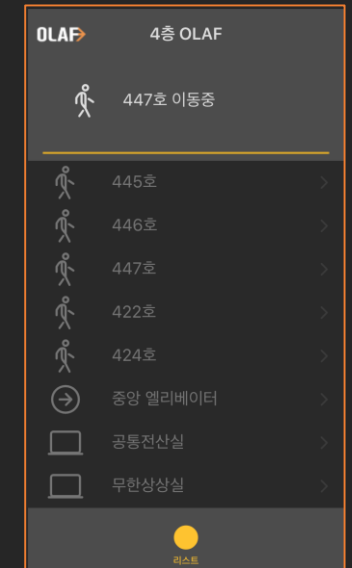 OLAF 4층 OLAF
447호 이동중
445호
446호
447호
422호
424호
중앙 엘리베이터
공통전산실
무한상상실
리스트